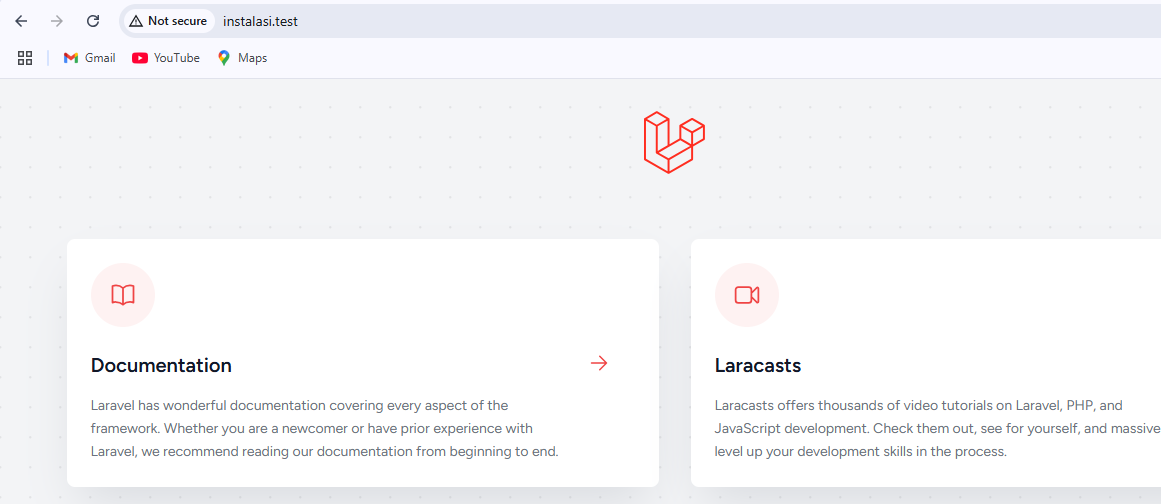 Not secure
instalasi.test
Gmail
YouTube
Maps
Documentation
Laravel has wonderful documentation covering every aspect of the
framework. Whether you are a newcomer or have prior experience with
Laravel, we recommend reading our documentation from beginning to end.
Laracasts
Laracasts offers thousands of video tutorials on Laravel, PHP, and
JavaScript development. Check them out, see for yourself, and massive
level up your development skills in the process.